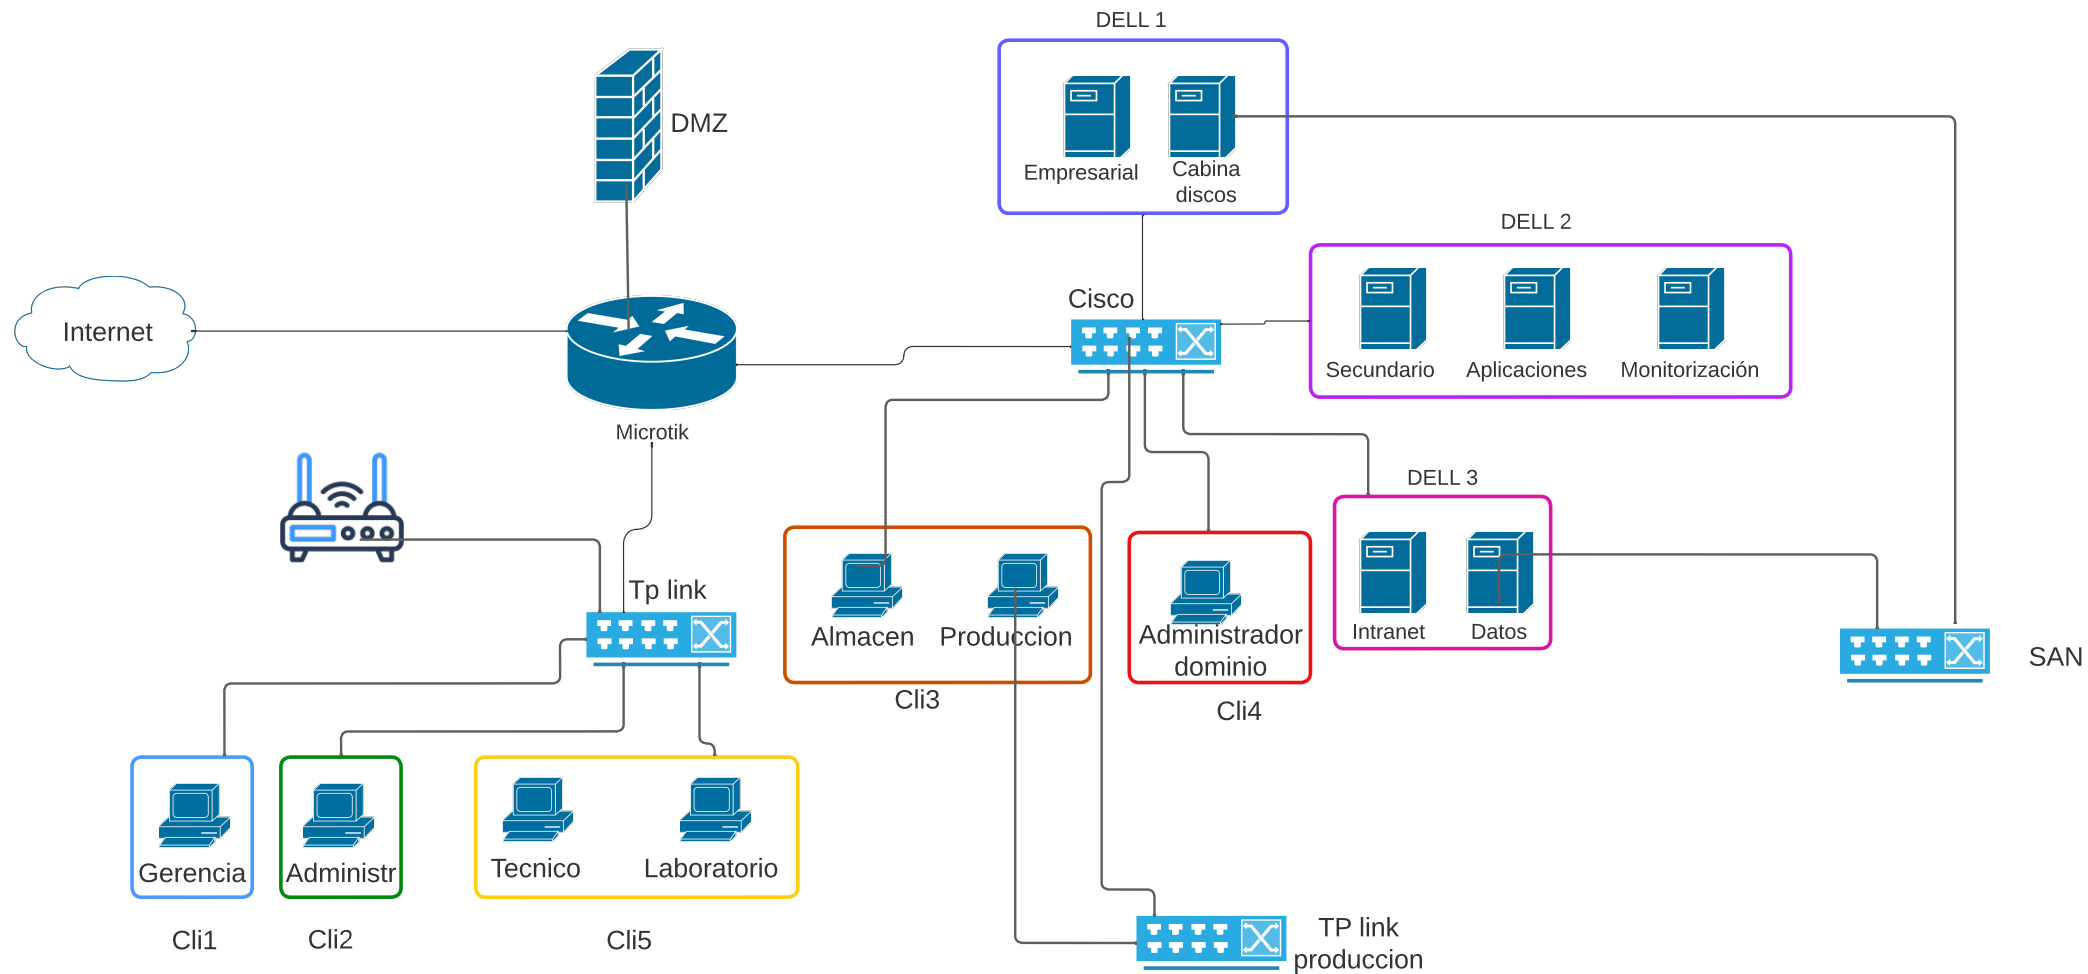 DELL 1
DMZ
Empresarial
Cabina
discos
DELL 2
Internet
Cisco
Secundario
Aplicaciones
Monitorización
Microtik
DELL 3
Tp link
Almacen
Produccion
Administrador
dominio
Intranet
Datos
SAN
Cli3
Cli4
Gerencia
Administr
Tecnico
Laboratorio
Cli1
Cli2
Cli5
TP link
produccion